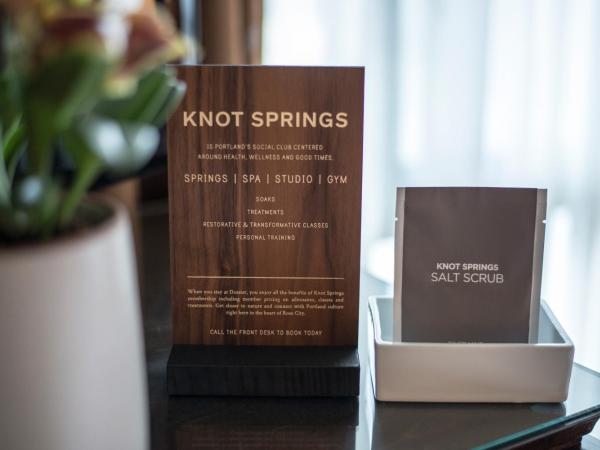 KNOT SPRINGS
IS PORTLAND'S SOCIAL CLUB CENTERED
AROUND HEALTH, WELLNESS AND GOOD TIMES.
SPRINGS | SPA | STUDIO | GYM
SOAKS
TREATMENTS
RESTORATIVE & TRANSFORMATIVE CLASSES
PERSONAL TRAINING
When you stay at Dossier, you enjoy all the benefits of Knot Springs
membership including member pricing on admissions, classes and
treatments. Get closer to nature and connect with Portland culture
right here in the heart of Rose City.
CALL THE FRONT DESK TO BOOK TODAY
KNOT SPRINGS
SALT SCRUB